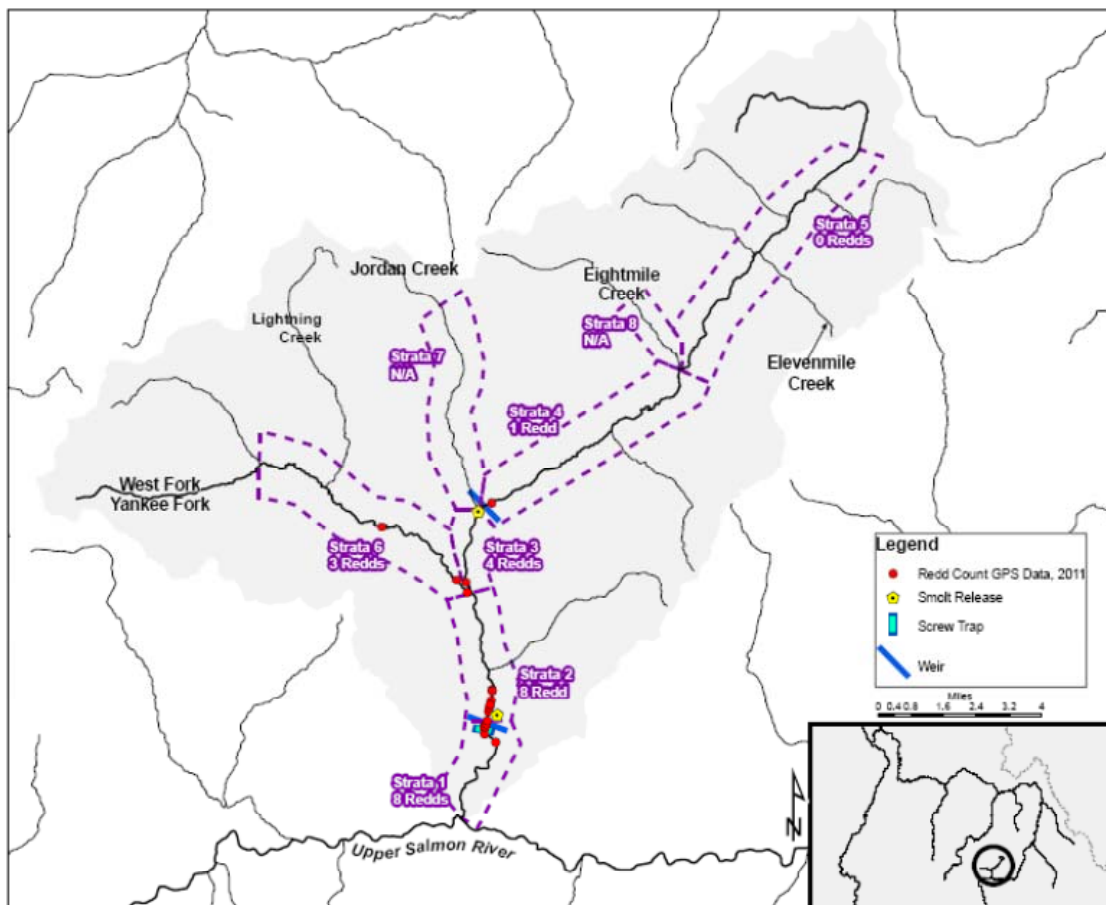 Jordan Creek
Eightmile
Creek
Lightning
Creek
Strata 5
0 Redds
Strata 8
N/A
Strata 7
N/A
Elevenmile
Creek
Strata 4
1 Redd
West Fork
Yankee Fork
Strata 6
3 Redds
Strata 3
4 Redds
Legend
Redd Count GPS Data, 2011
Smolt Release
Screw Trap
Weir
Miles
0 0.4 0.8 1.6 2.4 3.2 4
Strata 2
8 Redd
Strata 1
8 Redds
Upper Salmon River
N